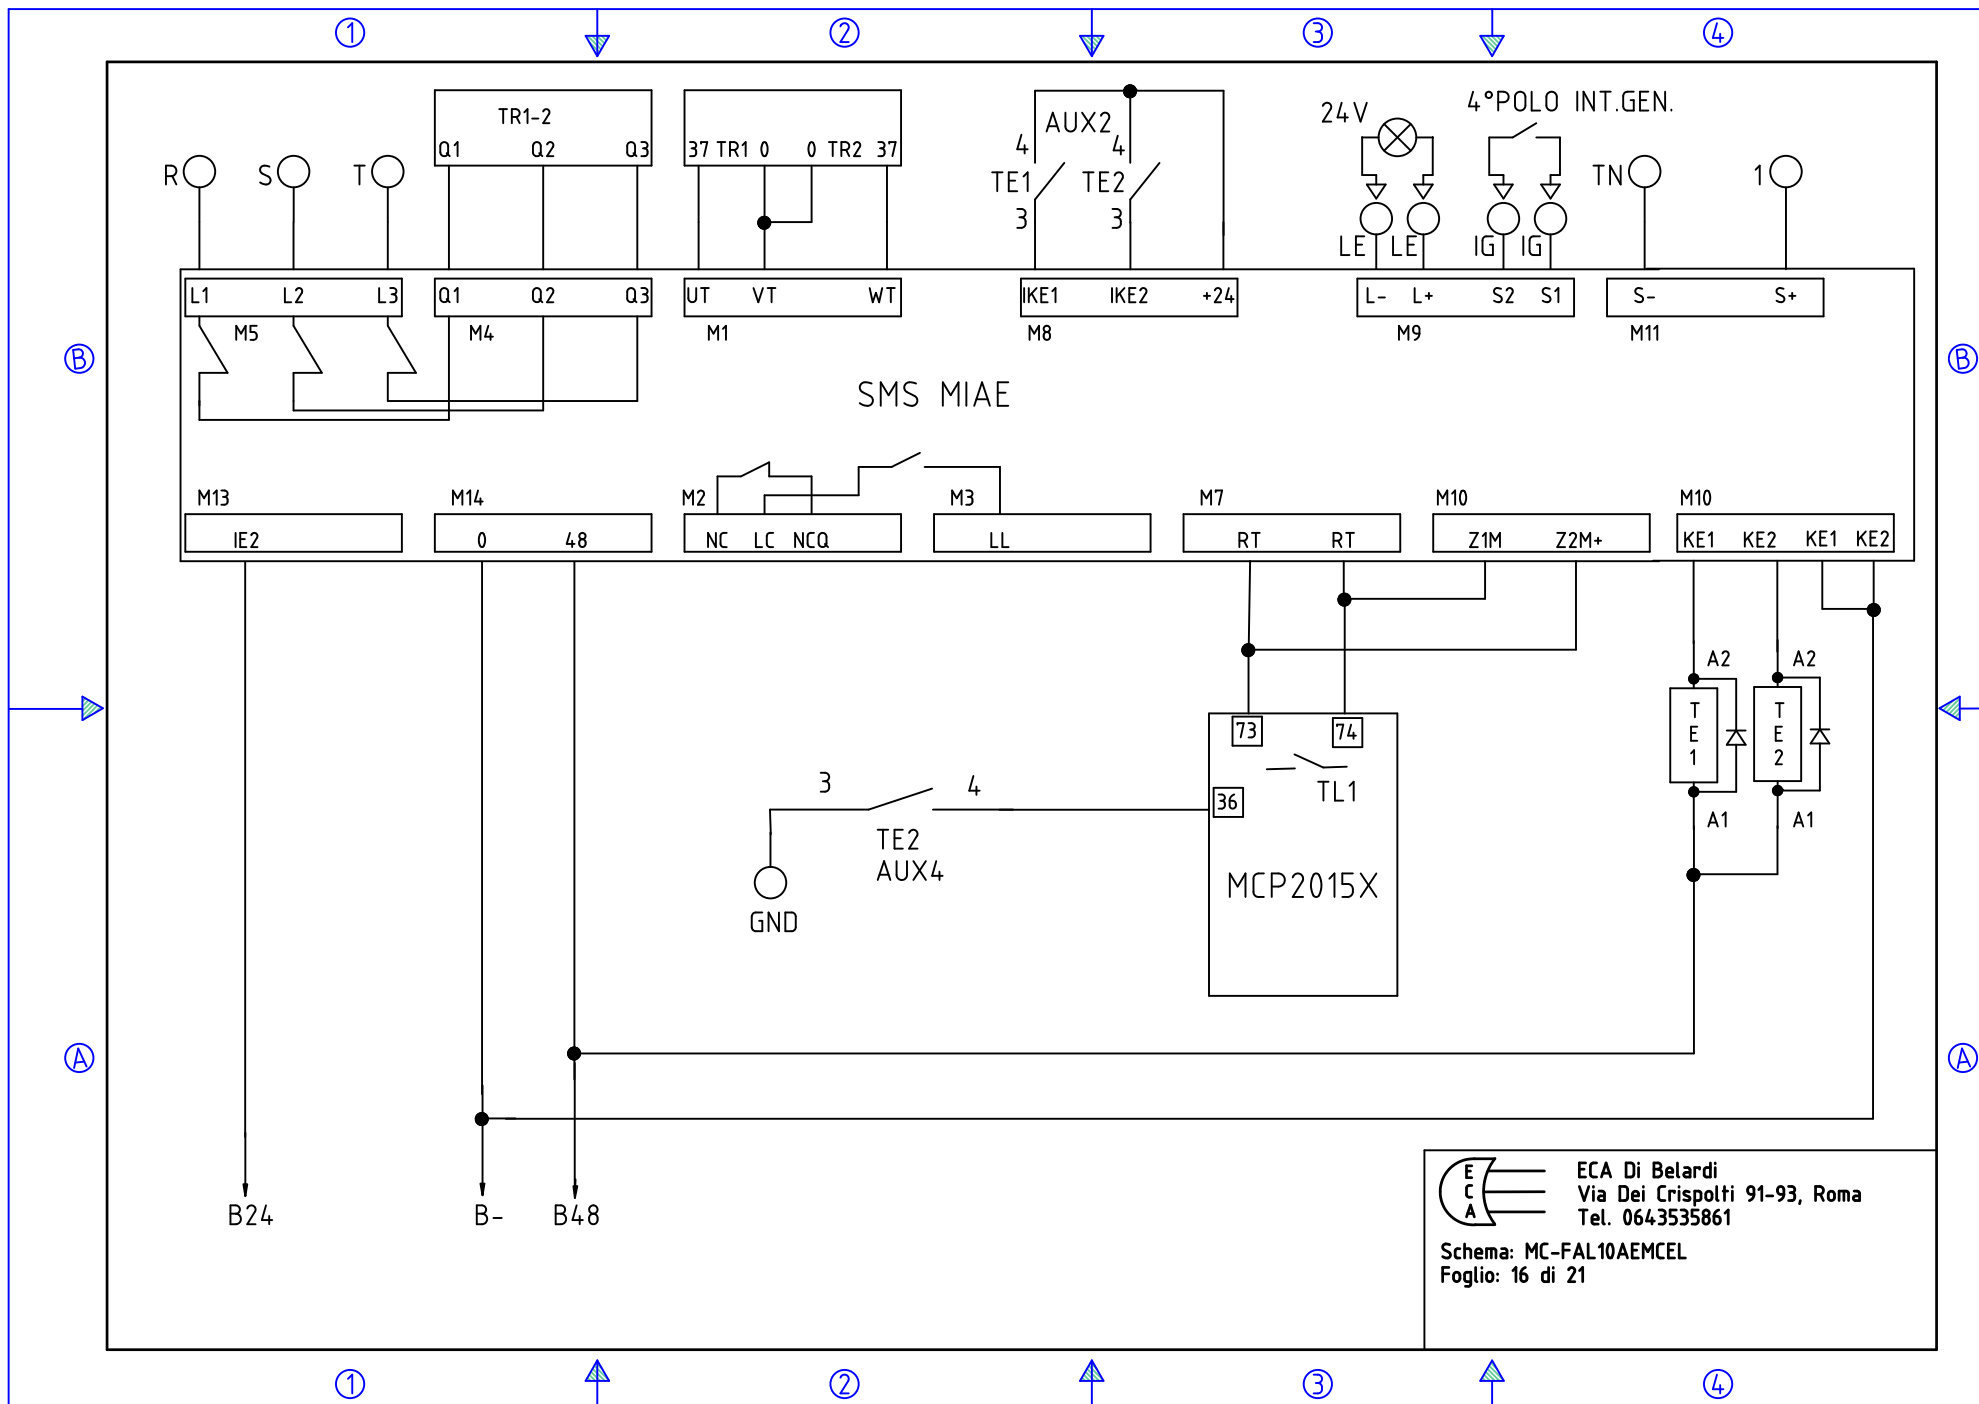 1 2 3 4
TR1-2
Q1 Q2 Q3
37 TR1 0 0 TR2 37
AUX2
4 4
TE1 TE2
3 3
24V
4°POLO INT.GEN.
R S T
TN 1
LE LE IG IG
L1 L2 L3
Q1 Q2 Q3
UT VT WT
IKE1 IKE2 +24
L- L+ S2 S1
S- S+
M5 M4 M1 M8 M9 M11
B B
SMS MIAE
M13 M14 M2 M3 M7 M10 M10
IE2
0 48
NC LC NCQ
LL
RT RT
Z1M Z2M+
KE1 KE2 KE1 KE2
A2 A2
TE1 TE2
73 74
TL1
36
3 4
TE2
AUX4
A1 A1
MCP2015X
GND
A A
B24 B- B48
E
C
A
ECA Di Belardi
Via Dei Crispolti 91-93, Roma
Tel. 0643535861
Schema: MC-FAL10AEMCEL
Foglio: 16 di 21
1 2 3 4